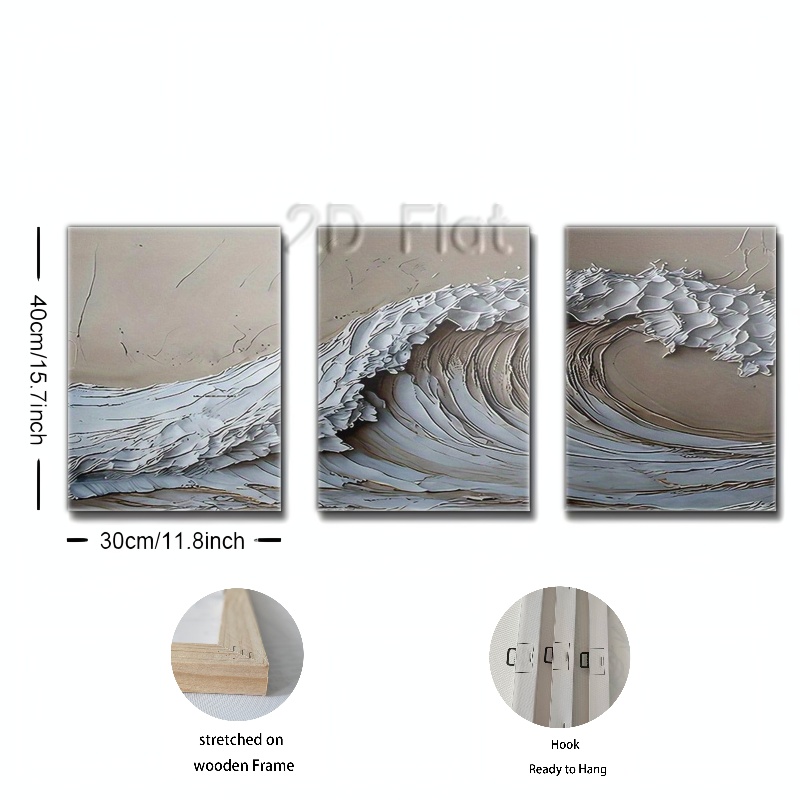 2D Flat
40cm/15.7inch
30cm/11.8inch
stretched on
wooden Frame
Hook
Ready to Hang